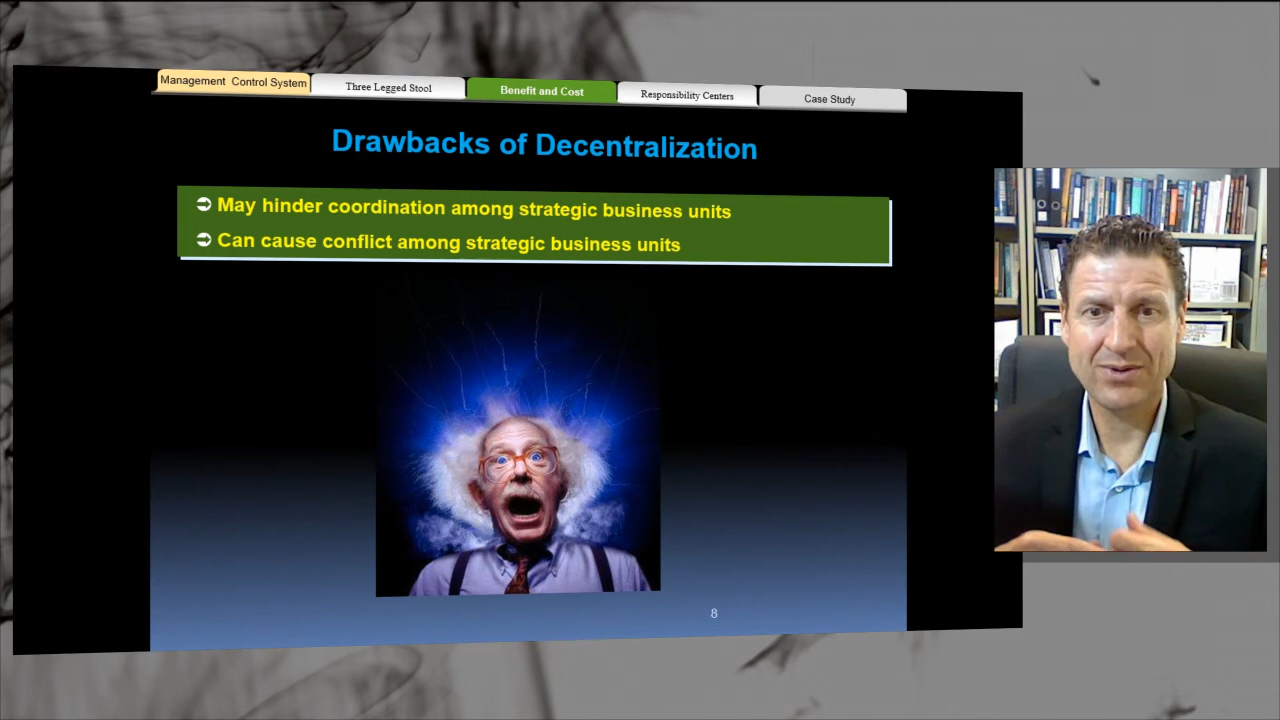 Management Control System
Three Legged Stool
Benefit and Cost
Responsibility Centers
Case Study
Drawbacks of Decentralization
May hinder coordination among strategic business units
Can cause conflict among strategic business units
8